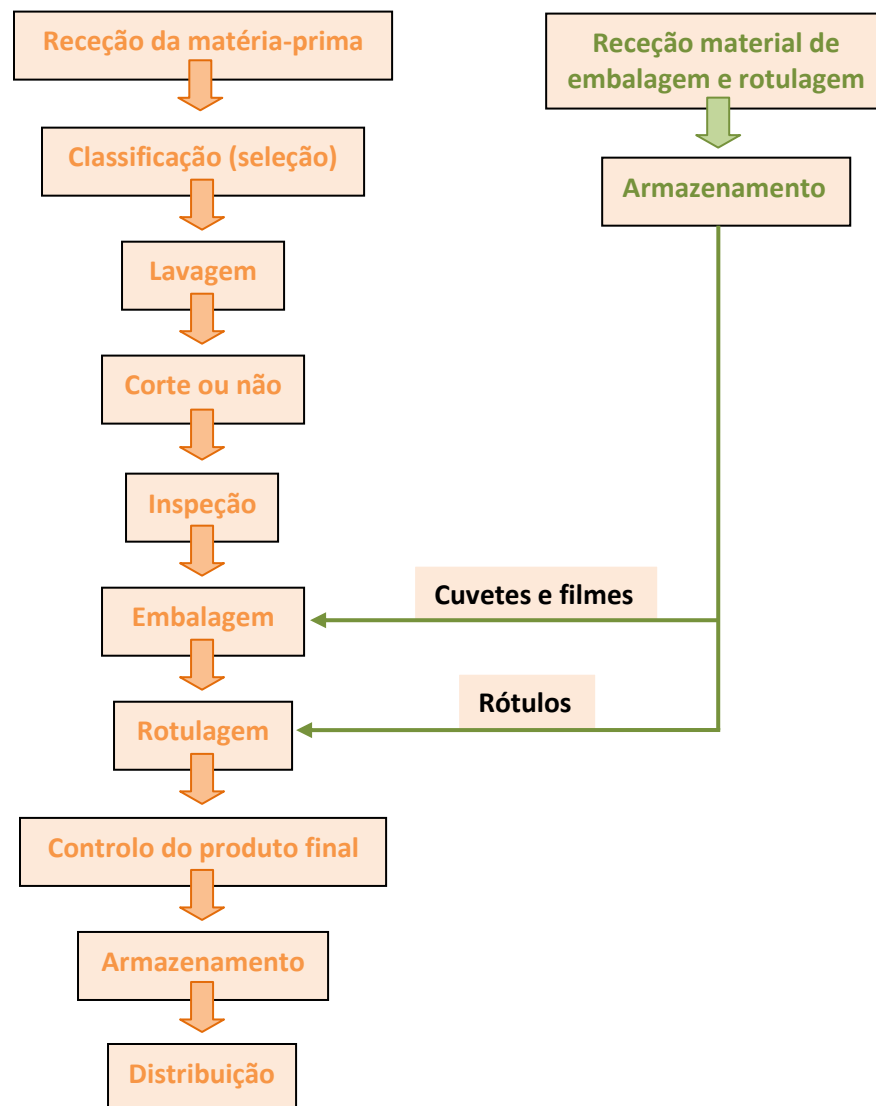 Receção da matéria-prima
Receção material de
embalagem e rotulagem
Classificação (seleção)
Armazenamento
Lavagem
Corte ou não
Inspeção
Cuvetes e filmes
Embalagem
Rótulos
Rotulagem
Controlo do produto final
Armazenamento
Distribuição